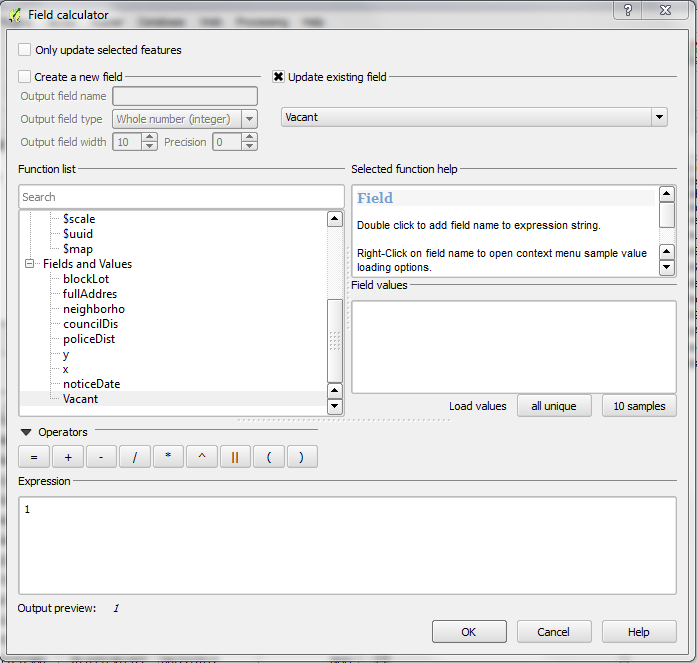 Field calculator
?
Only update selected features
Create a new field
Update existing field
Output field name
Output field type Whole number (integer)
Vacant
Output field width 10 Precision 0
Function list
Selected function help
Search
Field
Double click to add field name to expression string.
Right-Click on field name to open context menu sample value
loading options.
$scale
$uuid
$map
Fields and Values
blockLot
fullAddres
neighborho
councilDis
policeDist
y
x
noticeDate
Vacant
Field values
Load values all unique 10 samples
Operators
= + - / * ^ || ( )
Expression
1
Output preview: 1
OK Cancel Help